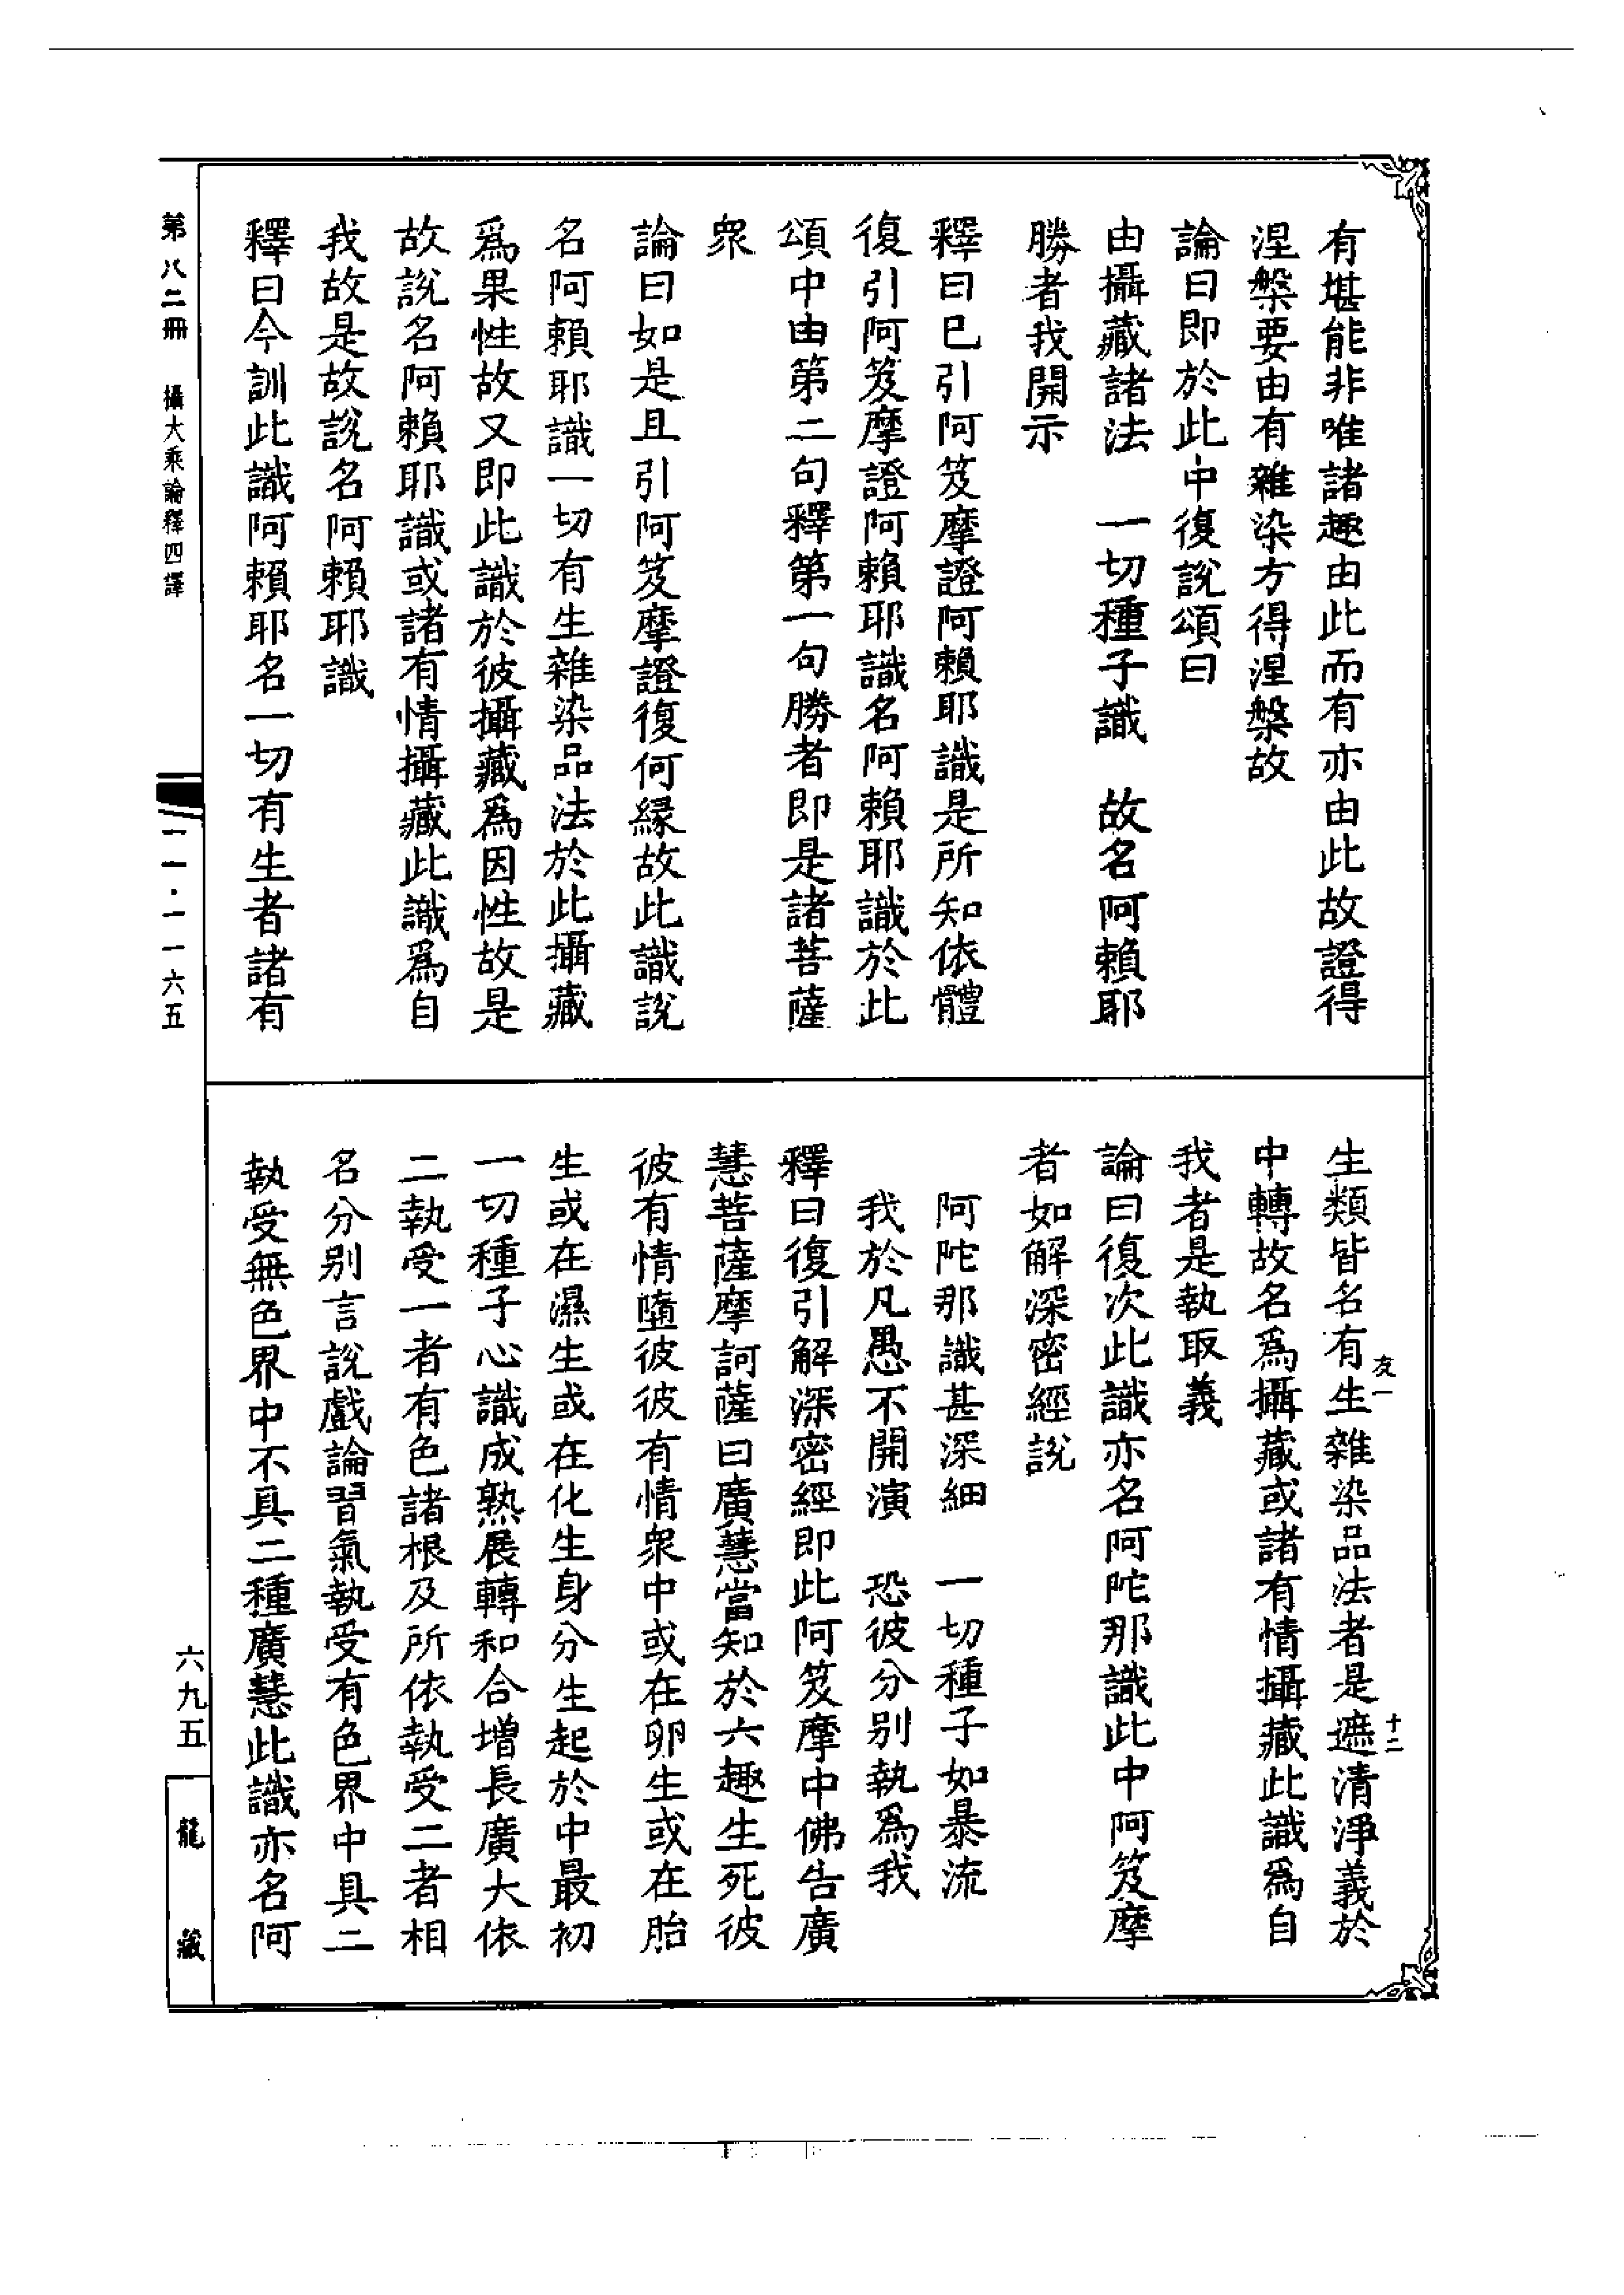 有堪能非唯諸趣由此而有亦由此故證得
涅槃要由有雜染方得涅槃故
論曰即於此中復說頌曰
由攝藏諸法　一切種子識　故名阿賴耶
勝者我開示
釋曰已引阿笈摩證阿賴耶識是所知依體
復引阿笈摩證阿賴耶識名阿賴耶識於此
頌中由第二句釋第一句勝者即是諸菩薩
衆
論曰如是且引阿笈摩證復何緣故此識說
名阿賴耶識一切有生雜染品法於此攝藏
爲果性故又即此識於彼攝藏爲因性故是
故說名阿賴耶識或諸有情攝藏此識爲自
我故是故說名阿賴耶識
釋曰今訓此識阿賴耶名一切有生者諸有
生類皆名有生雜染品法者是遮清淨義於
中轉故名爲攝藏或諸有情攝藏此識爲自
我者是執取義
論曰復次此識亦名阿陀那識此中阿笈摩
者如解深密經說
阿陀那識甚深細　一切種子如暴流
我於凡愚不開演　恐彼分別執爲我
釋曰復引解深密經即此阿笈摩中佛告廣
慧菩薩摩訶薩曰廣慧當知於六趣生死彼
彼有情墮彼彼有情衆中或在卵生或在胎
生或在濕生或在化生身分生起於中最初
一切種子心識成熟展轉和合增長廣大依
二執受一者有色諸根及所依執受二者相
名分別言說戲論習氣執受有色界中具二
執受無色界中不具二種廣慧此識亦名阿
友一
十二
第八二冊　攝大乘論釋四譯
一一·一一六五
六九五
龍藏